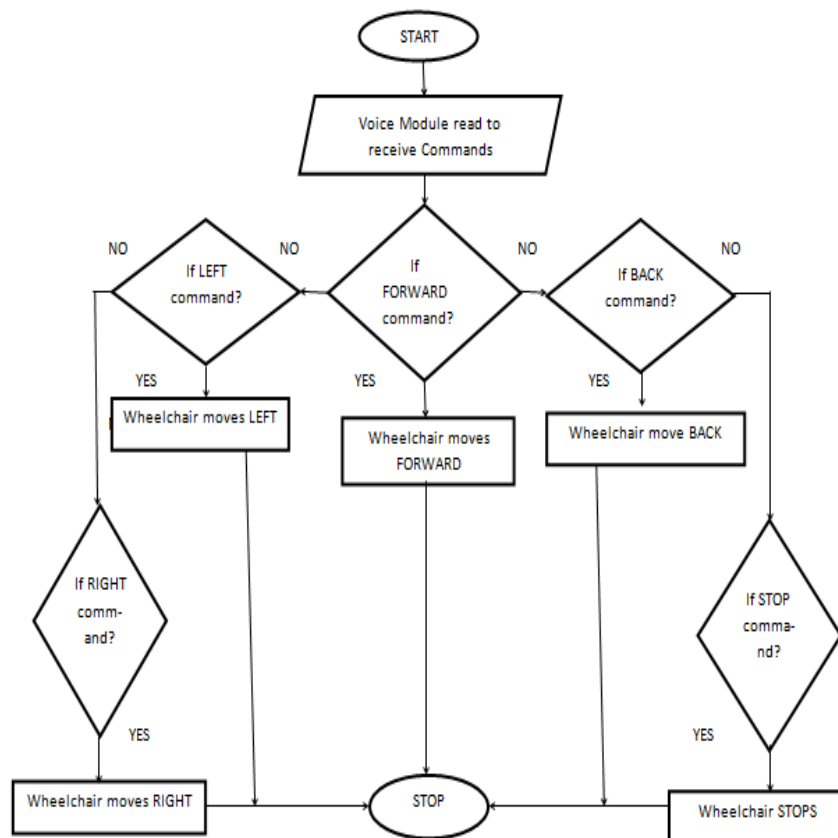 START
Voice Module read to
receive Commands
NO
NO
NO
NO
If LEFT
command?
If
FORWARD
command?
If BACK
command?
YES
YES
YES
Wheelchair moves LEFT
Wheelchair moves
FORWARD
Wheelchair move BACK
If RIGHT
comm-
and?
If STOP
comma-
nd?
YES
YES
Wheelchair moves RIGHT
STOP
Wheelchair STOPS